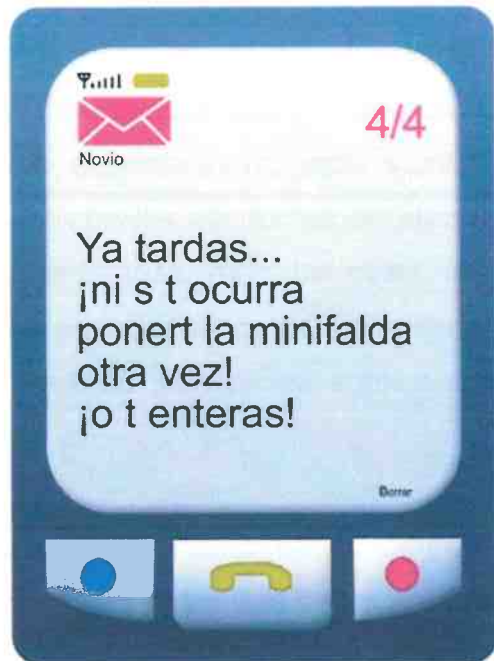 4/4
Novio
Ya tardas...
¡ni s t ocurra
ponert la minifalda
otra vez!
¡o t enteras!
Borrar